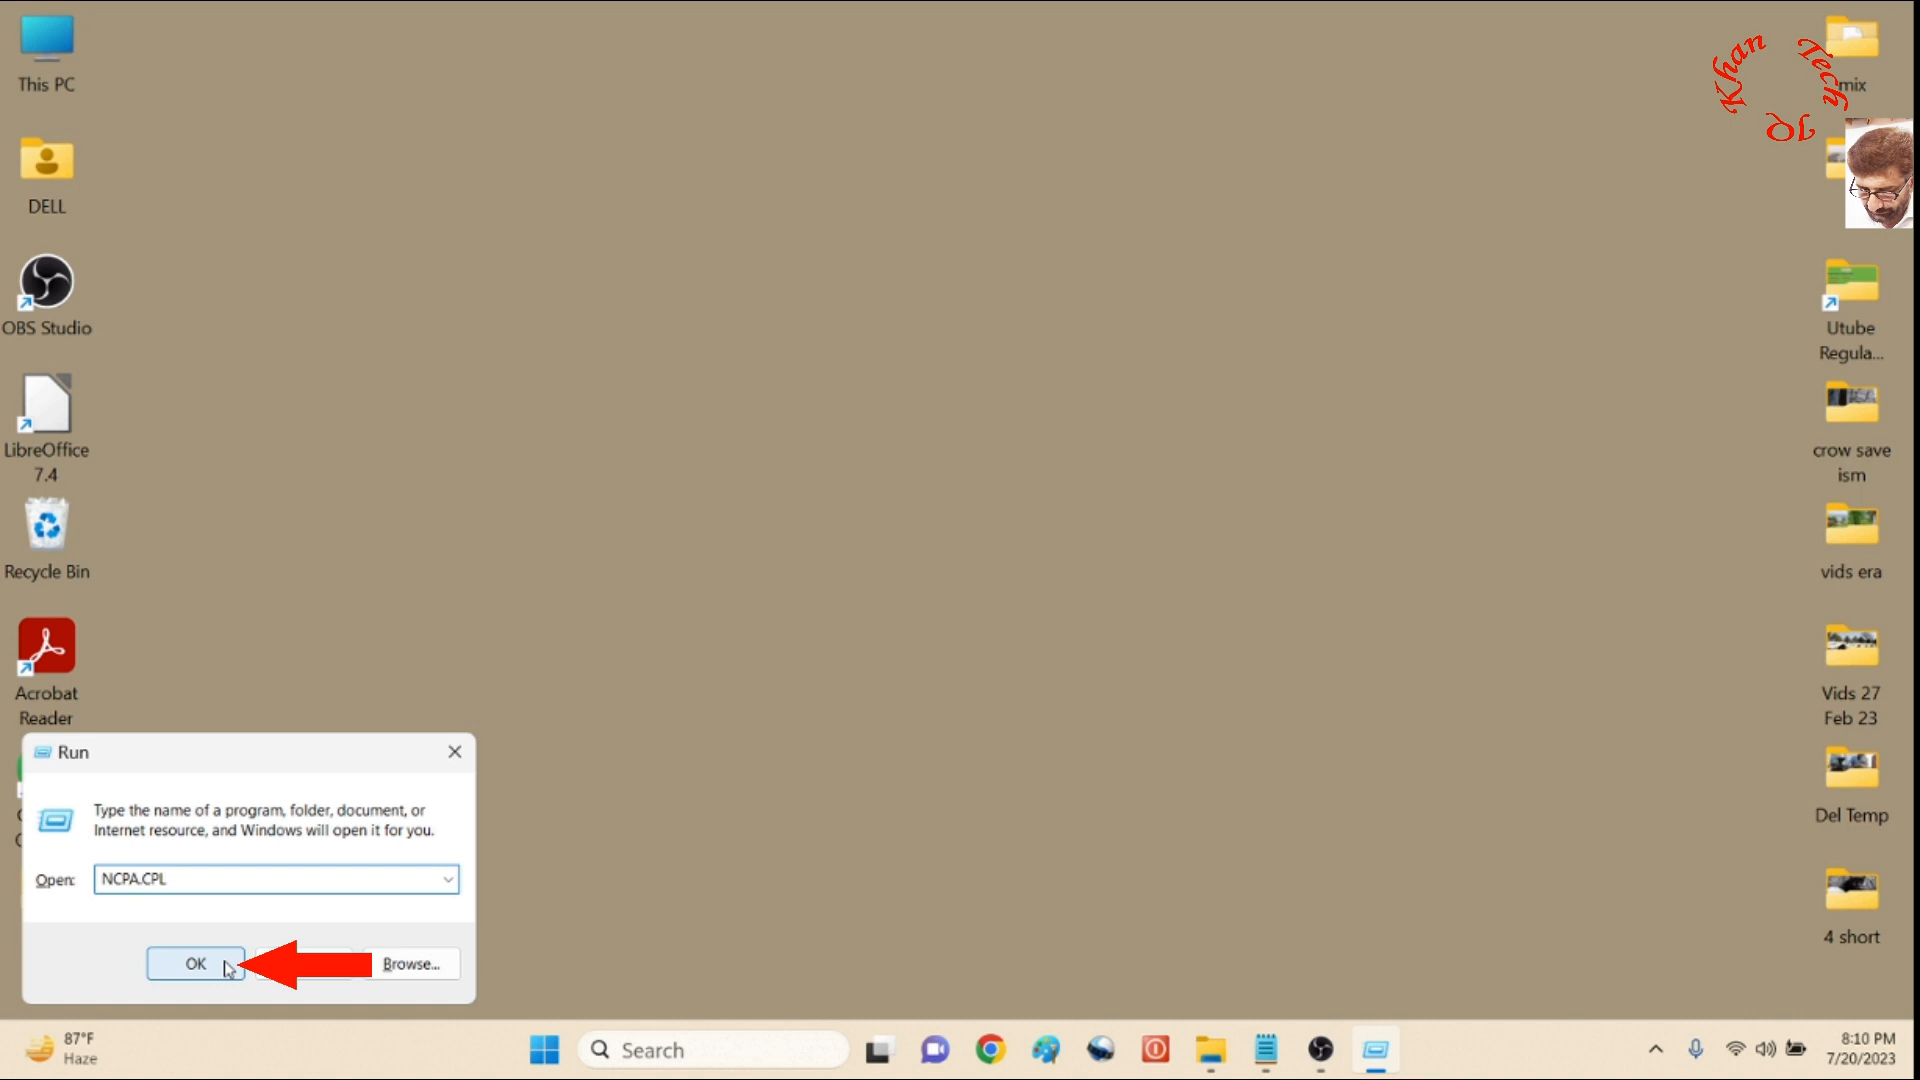 This PC
DELL
OBS Studio
LibreOffice
7.4
Recycle Bin
Acrobat
Reader
Khan Tech JQ
mix
Utube
Regula...
crow save
ism
vids era
Vids 27
Feb 23
Del Temp
4 short
Run
Type the name of a program, folder, document, or
Internet resource, and Windows will open it for you.
Open:
NCPA.CPL
OK
Browse...
87°F
Haze
Search
8:10 PM
7/20/2023